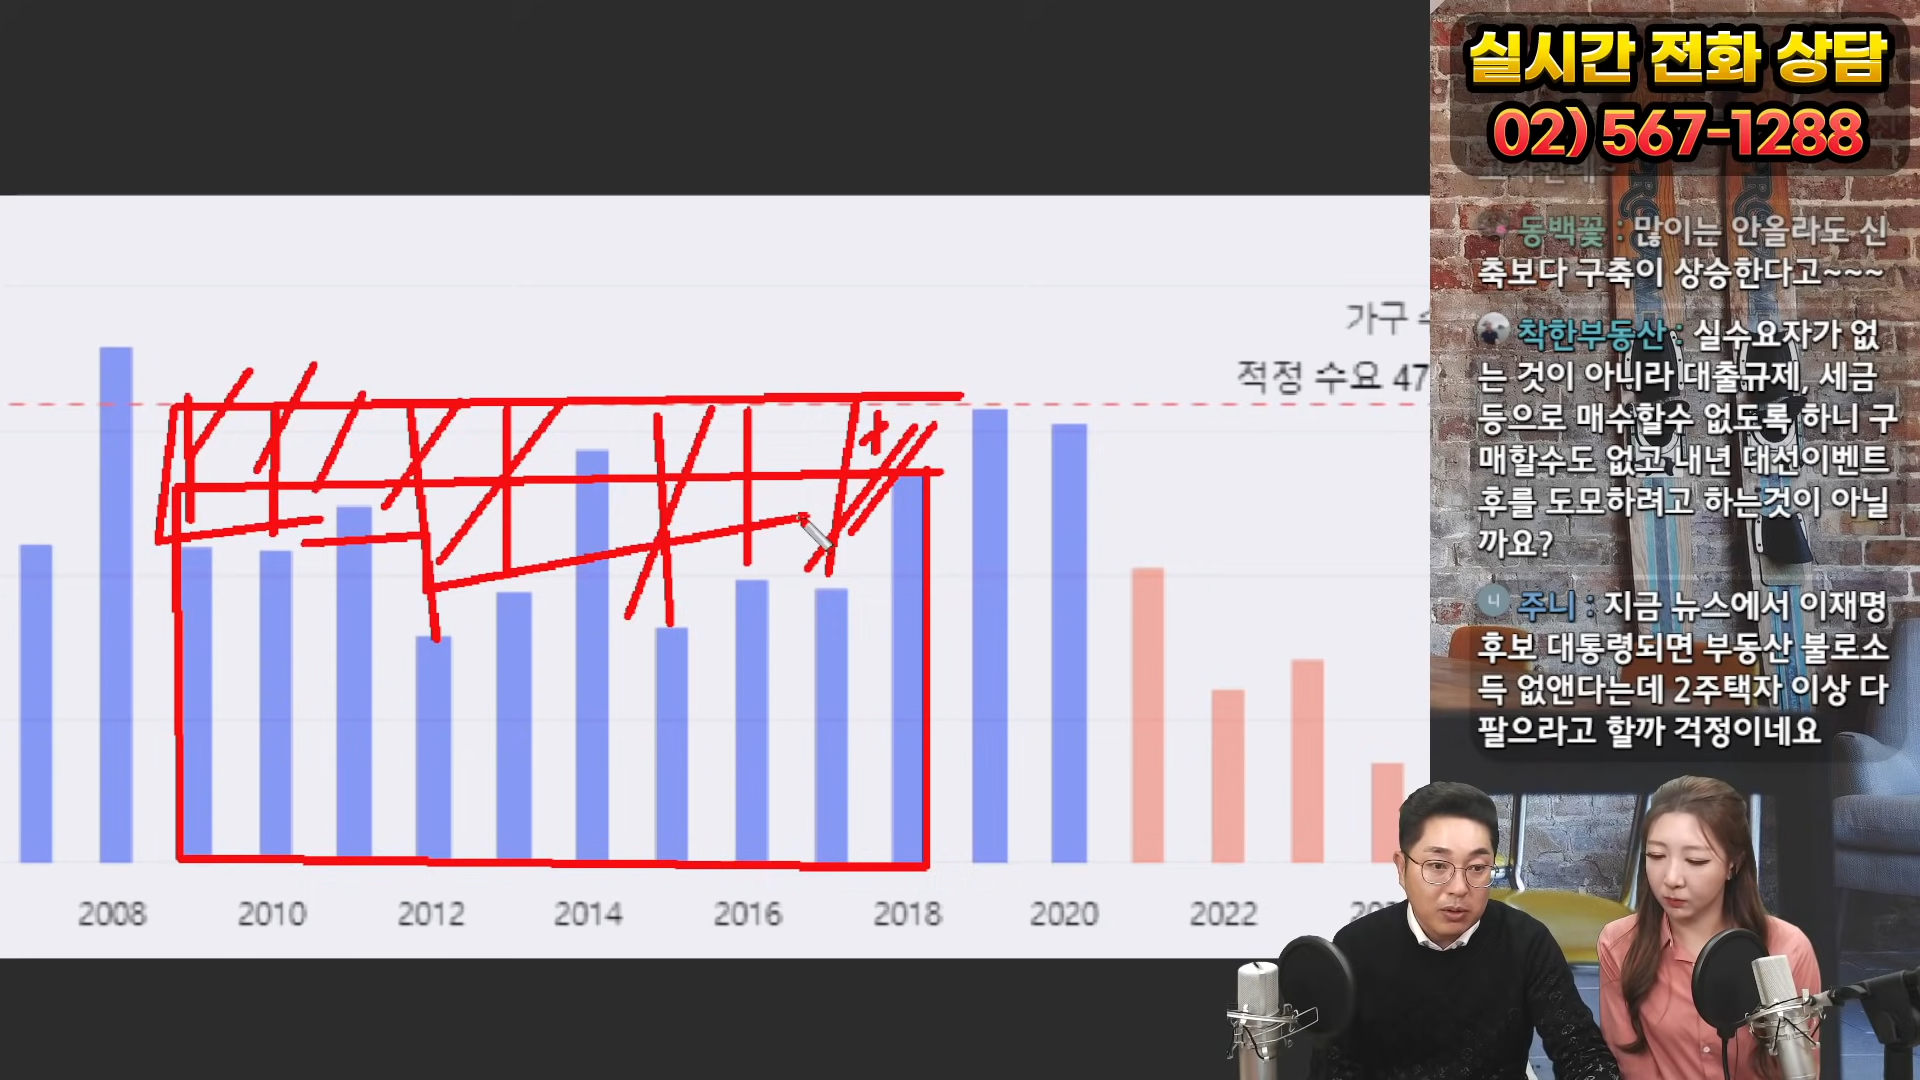 실시간 전화 상담
02) 567-1288
동백꽃 : 많이는 안올라도 신
축보다 구축이 상승한다고~~~
착한부동산 : 실수요자가 없
는 것이 아니라 대출규제, 세금
등으로 매수할수 없도록 하니 구
매할수도 없고 내년 대선이벤트
후를 도모하려고 하는것이 아닐
까요?
니 주니 : 지금 뉴스에서 이재명
후보 대통령되면 부동산 불로소
득 없앤다는데 2주택자 이상 다
팔으라고 할까 걱정이네요
가구
적정 수요 47
2008 2010 2012 2014 2016 2018 2020 2022